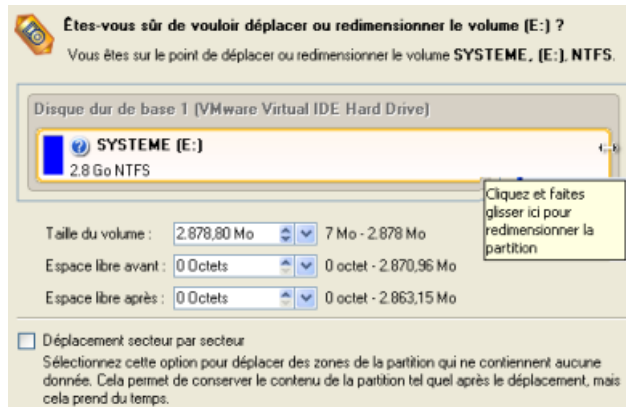 Êtes-vous sûr de vouloir déplacer ou redimensionner le volume (E:) ?
Vous êtes sur le point de déplacer ou redimensionner le volume SYSTEME, (E:), NTFS.
Disque dur de base 1 (VMware Virtual IDE Hard Drive)
SYSTEME (E:)
2.8 Go NTFS
Cliquez et faites
glisser ici pour
redimensionner la
partition
Taille du volume : 2.878,80 Mo 7 Mo - 2.878 Mo
Espace libre avant : 0 Octets 0 octet - 2.870,96 Mo
Espace libre après : 0 Octets 0 octet - 2.863,15 Mo
Déplacement secteur par secteur
Sélectionnez cette option pour déplacer des zones de la partition qui ne contiennent aucune
donnée. Cela permet de conserver le contenu de la partition tel quel après le déplacement, mais
cela prend du temps.